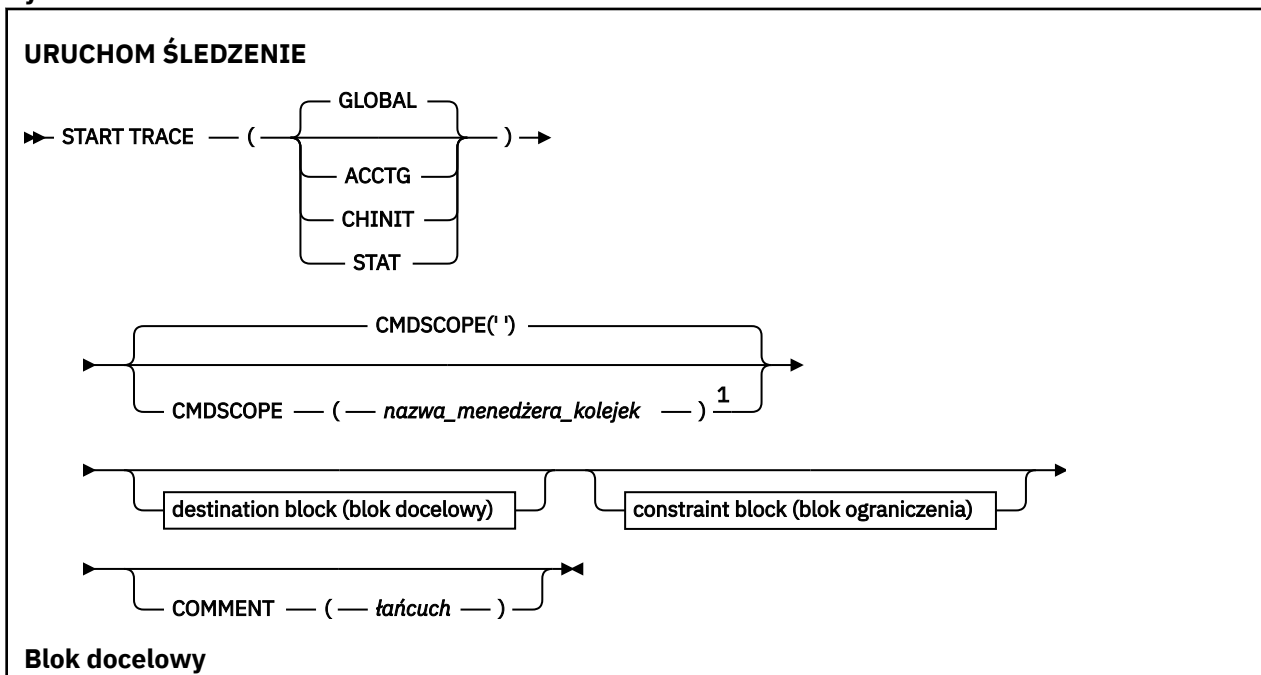 URUCHOM ŚLEDZENIE
GLOBAL
START TRACE ( )
ACCTG
CHINIT
STAT
CMDSCOPE(' ')
CMDSCOPE ( nazwa_menedżera_kolejek ) 1
destination block (blok docelowy) constraint block (blok ograniczenia)
COMMENT ( łańcuch )
Blok docelowy